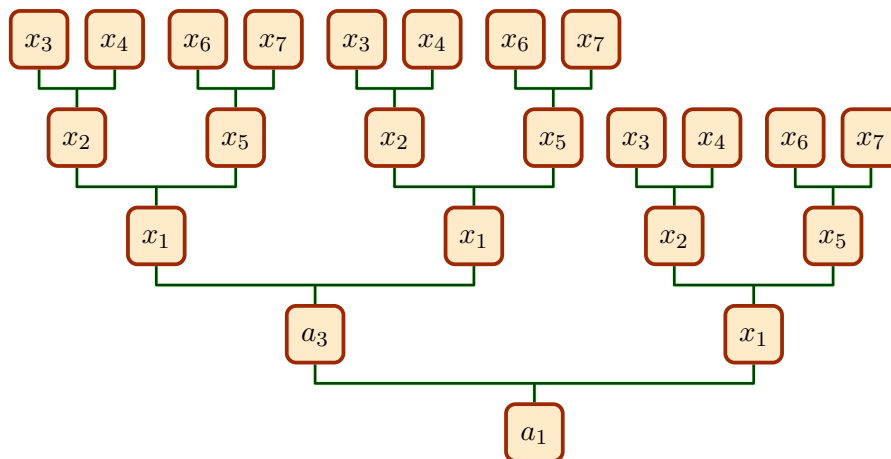 x₃ x₄ x₆ x₇ x₃ x₄ x₆ x₇
x₂ x₅ x₂ x₅ x₃ x₄ x₆ x₇
x₁ x₁ x₂ x₅
a₃ x₁
a₁